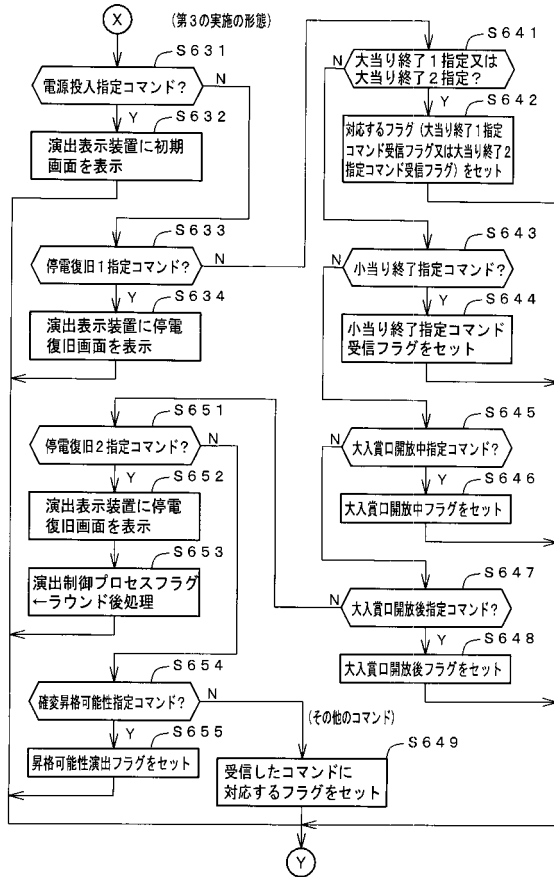 X
(第3の実施の形態)
S631
電源投入指定コマンド?
N
Y
S632
演出表示装置に初期
画面を表示
S633
停電復旧1指定コマンド?
N
Y
S634
演出表示装置に停電
復旧画面を表示
S641
大当り終了1指定又は
大当り終了2指定?
N
Y
S642
対応するフラグ(大当り終了1指定
コマンド受信フラグ又は大当り終了2
指定コマンド受信フラグ)をセット
S643
小当り終了指定コマンド?
N
Y
S644
小当り終了指定コマンド
受信フラグをセット
S645
大入賞口開放中指定コマンド?
N
Y
S646
大入賞口開放中フラグをセット
S647
大入賞口開放後指定コマンド?
N
Y
S648
大入賞口開放後フラグをセット
S651
停電復旧2指定コマンド?
N
Y
S652
演出表示装置に停電
復旧画面を表示
S653
演出制御プロセスフラグ
←ラウンド後処理
S654
確変昇格可能性指定コマンド?
N
Y
S655
昇格可能性演出フラグをセット
(その他のコマンド)
S649
受信したコマンドに
対応するフラグをセット
Y